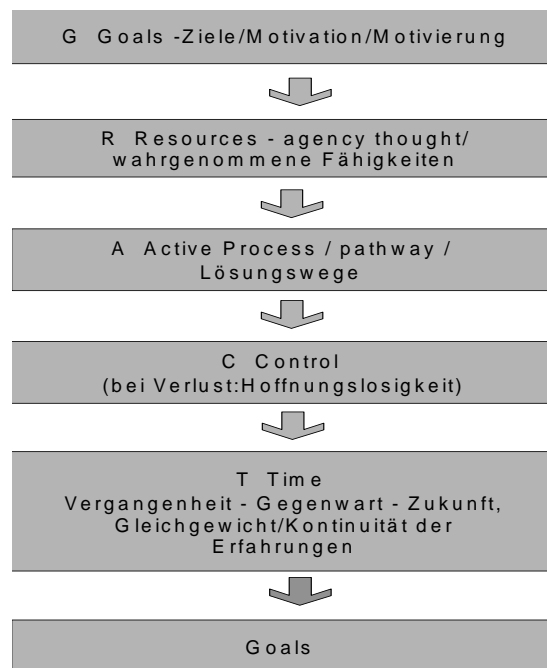 G Goals -Ziele/Motivation/Motivierung
R Resources - agency thought/
wahrgenommene Fähigkeiten
A Active Process / pathway /
Lösungswege
C Control
(bei Verlust:Hoffnungslosigkeit)
T Time
Vergangenheit - Gegenwart - Zukunft,
Gleichgewicht/Kontinuität der
Erfahrungen
Goals